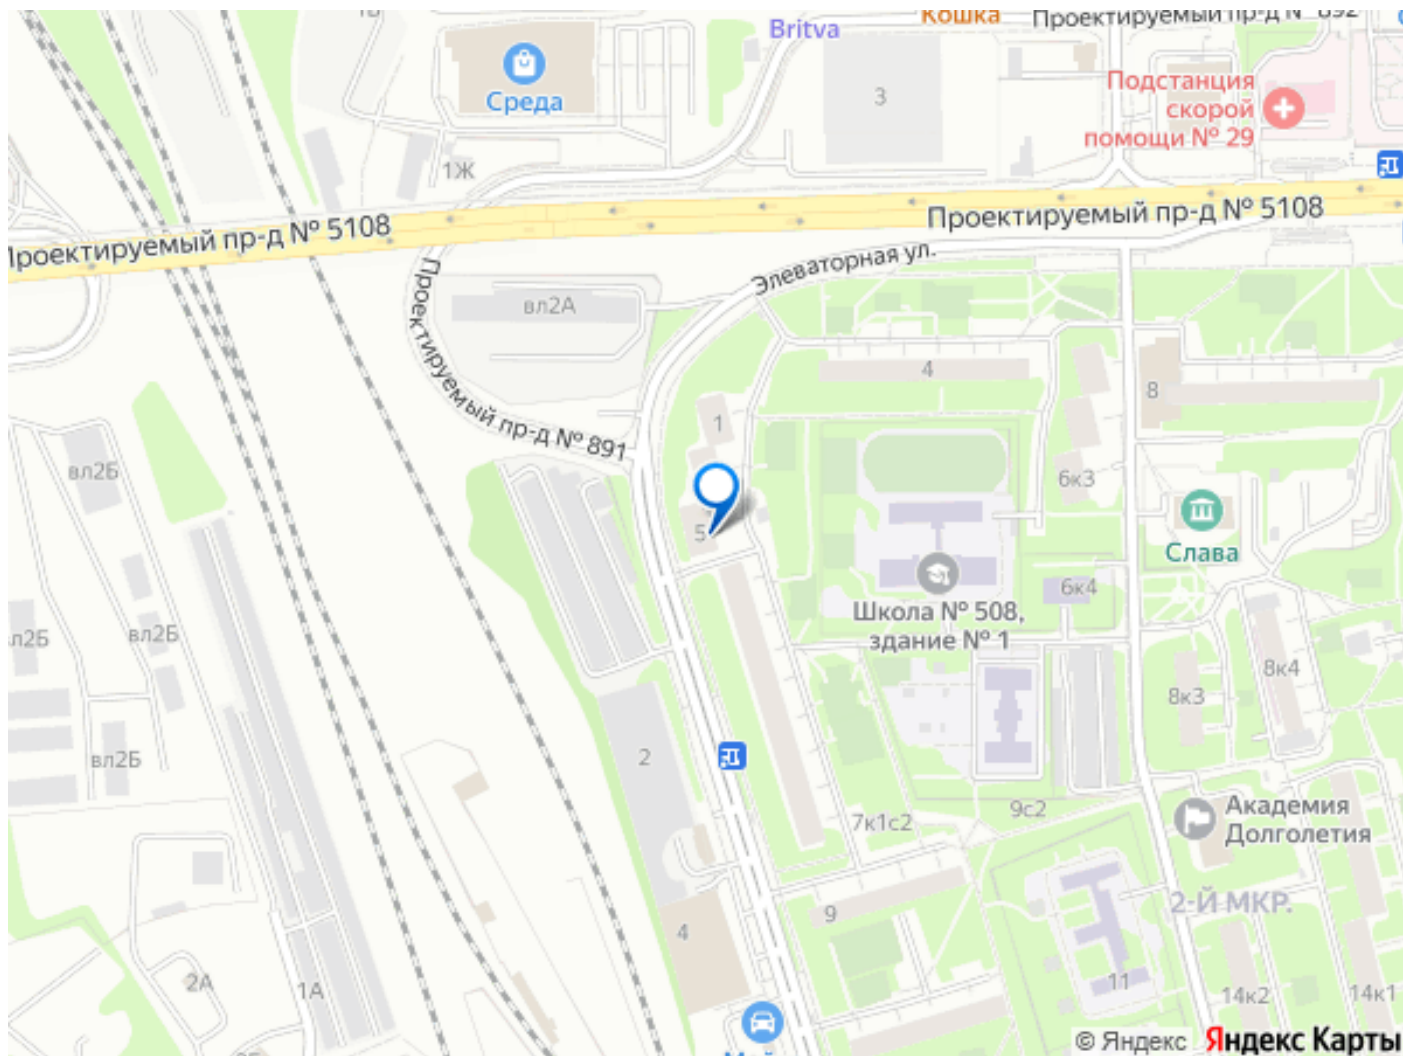 Кошка
Britva
Проектируемый пр-д № 892
Среда
3
Подстанция
скорой
помощи № 29
1Ж
Проектируемый пр-д № 5108
Проектируемый пр-д № 5108
Элеваторная ул.
Проектируемый пр-д № 891
вл2А
4
8
1
вл2Б
6к3
5
Слава
Школа № 508,
здание № 1
6к4
вл2Б
8к4
8к3
2
вл2Б
7к1с2
9с2
Академия
Долголетия
2-Й МКР.
9
4
11
2А
1А
14к2
14к1
© Яндекс Яндекс Карты